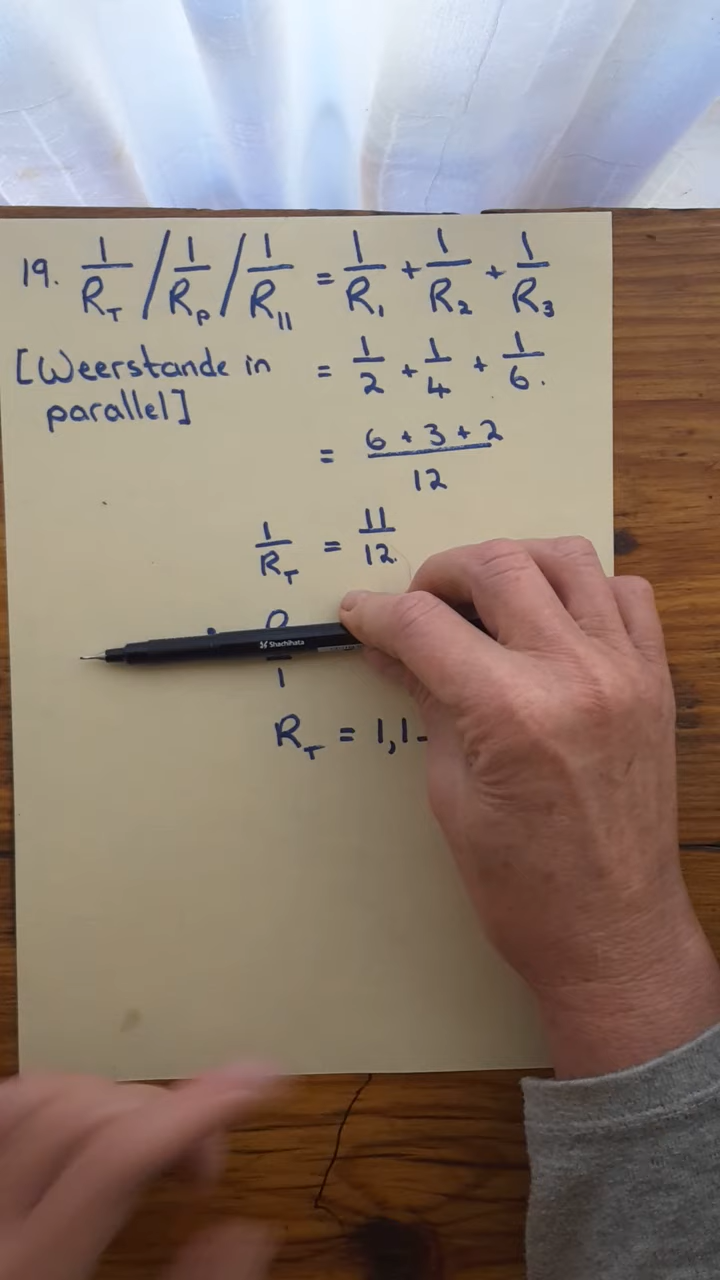 19. 1/R_T / 1/R_P / 1/R_|| = 1/R_1 + 1/R_2 + 1/R_3
[Weerstande in = 1/2 + 1/4 + 1/6.
parallel]
= (6 + 3 + 2)/12
1/R_T = 11/12
Shachihata
1
R_T = 1,1